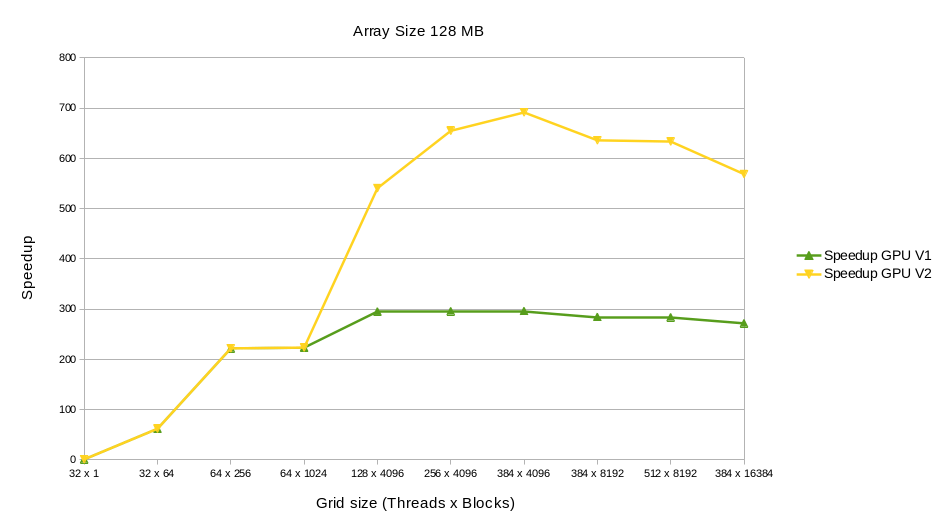 Array Size 128 MB
800
700
600
500
400
300
200
100
0
Speedup
32 x 1
32 x 64
64 x 256
64 x 1024
128 x 4096
256 x 4096
384 x 4096
384 x 8192
512 x 8192
384 x 16384
Grid size (Threads x Blocks)
Speedup GPU V1
Speedup GPU V2